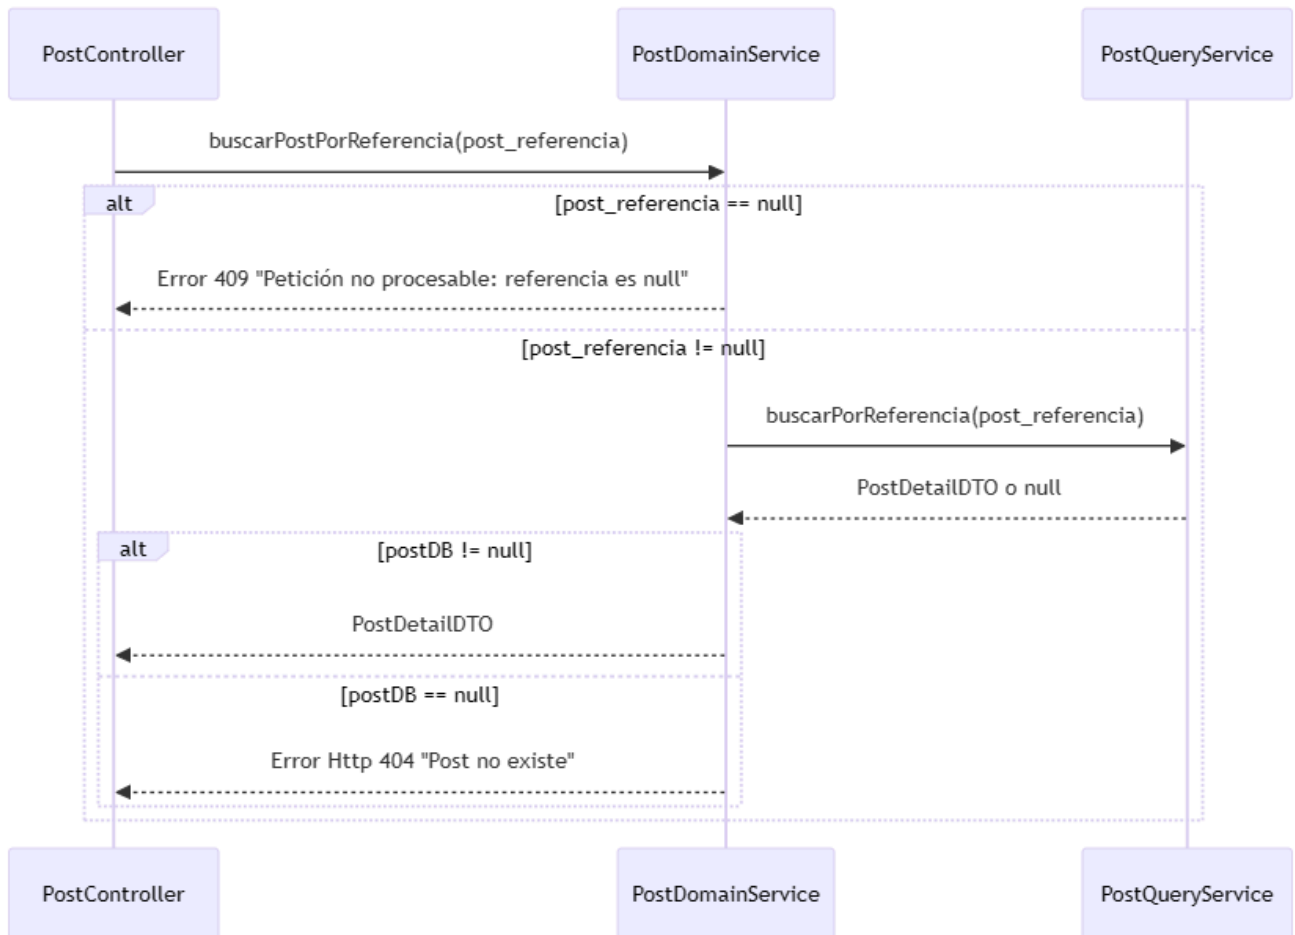 PostController
PostDomainService
PostQueryService
buscarPostPorReferencia(post_referencia)
alt
[post_referencia == null]
Error 409 "Petición no procesable: referencia es null"
[post_referencia != null]
buscarPorReferencia(post_referencia)
PostDetailDTO o null
alt
[postDB != null]
PostDetailDTO
[postDB == null]
Error Http 404 "Post no existe"
PostController
PostDomainService
PostQueryService